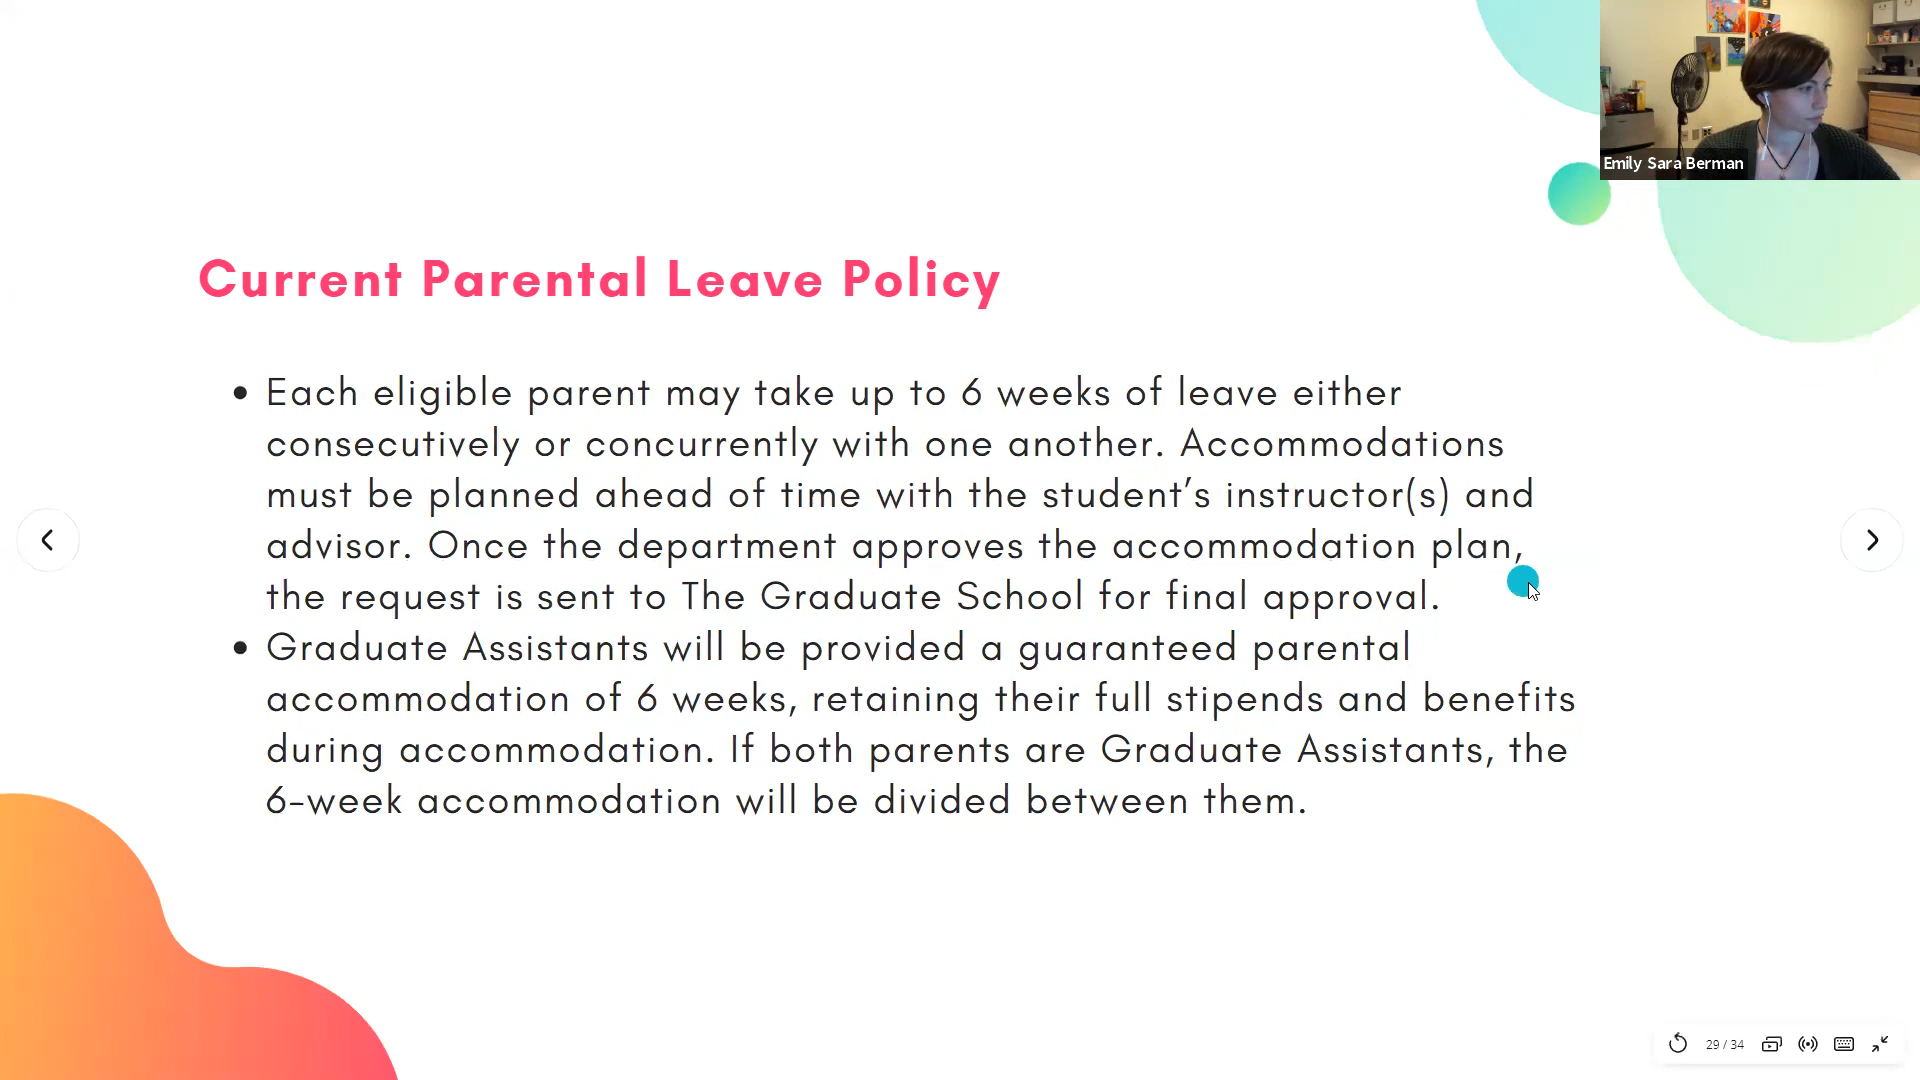 Emily Sara Berman
Current Parental Leave Policy
• Each eligible parent may take up to 6 weeks of leave either
consecutively or concurrently with one another. Accommodations
must be planned ahead of time with the student’s instructor(s) and
advisor. Once the department approves the accommodation plan,
the request is sent to The Graduate School for final approval.
• Graduate Assistants will be provided a guaranteed parental
accommodation of 6 weeks, retaining their full stipends and benefits
during accommodation. If both parents are Graduate Assistants, the
6-week accommodation will be divided between them.
29 / 34